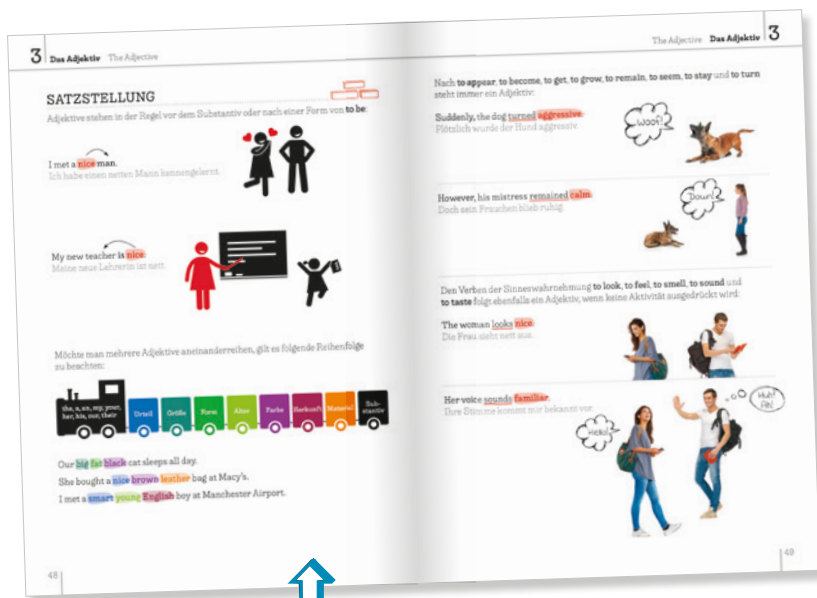 3 Das Adjektiv The Adjective
SATZSTELLUNG
Adjektive stehen in der Regel vor dem Substantiv oder nach einer Form von to be:
I met a nice man.
Ich habe einen netten Mann kennengelernt.
My new teacher is nice.
Meine neue Lehrerin ist nett.
Möchte man mehrere Adjektive aneinanderreihen, gilt es folgende Reihenfolge
zu beachten:
the, a, an, my, your,
her, his, our, their
Urteil Größe Form Alter Farbe Herkunft Material Sub-
stantiv
Our big fat black cat sleeps all day.
She bought a nice brown leather bag at Macy's.
I met a smart young English boy at Manchester Airport.
48
The Adjective Das Adjektiv 3
Nach to appear, to become, to get, to grow, to remain, to seem, to stay und to turn
steht immer ein Adjektiv:
Suddenly, the dog turned aggressive.
Plötzlich wurde der Hund aggressiv.
Woof!
However, his mistress remained calm.
Doch sein Frauchen blieb ruhig.
Down!
Den Verben der Sinneswahrnehmung to look, to feel, to smell, to sound und
to taste folgt ebenfalls ein Adjektiv, wenn keine Aktivität ausgedrückt wird:
The woman looks nice.
Die Frau sieht nett aus.
Her voice sounds familiar.
Ihre Stimme kommt mir bekannt vor.
Hello!
Huh?
Ah!
49